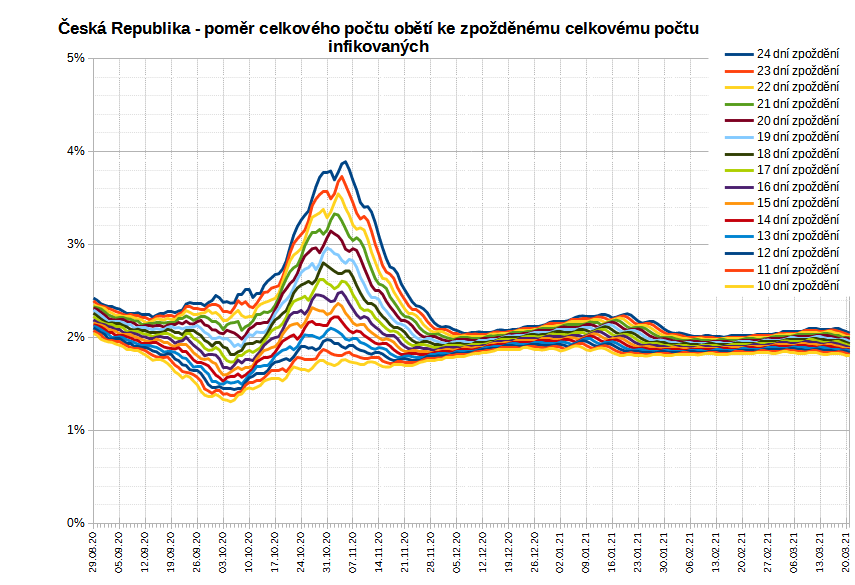 Česká Republika - poměr celkového počtu obětí ke zpožděnému celkovému počtu
infikovaných
5%
4%
3%
2%
1%
0%
24 dní zpoždění
23 dní zpoždění
22 dní zpoždění
21 dní zpoždění
20 dní zpoždění
19 dní zpoždění
18 dní zpoždění
17 dní zpoždění
16 dní zpoždění
15 dní zpoždění
14 dní zpoždění
13 dní zpoždění
12 dní zpoždění
11 dní zpoždění
10 dní zpoždění
29.08.20
05.09.20
12.09.20
19.09.20
26.09.20
03.10.20
10.10.20
17.10.20
24.10.20
31.10.20
07.11.20
14.11.20
21.11.20
28.11.20
05.12.20
12.12.20
19.12.20
26.12.20
02.01.21
09.01.21
16.01.21
23.01.21
30.01.21
06.02.21
13.02.21
20.02.21
27.02.21
06.03.21
13.03.21
20.03.21